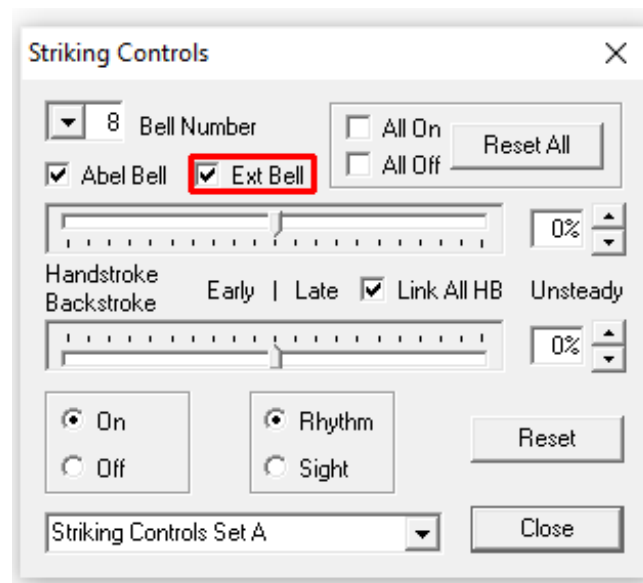 Striking Controls
8 Bell Number
All On
All Off
Reset All
Abel Bell
Ext Bell
0%
Handstroke
Backstroke
Early | Late
Link All HB
Unsteady
0%
On
Off
Rhythm
Sight
Reset
Striking Controls Set A
Close